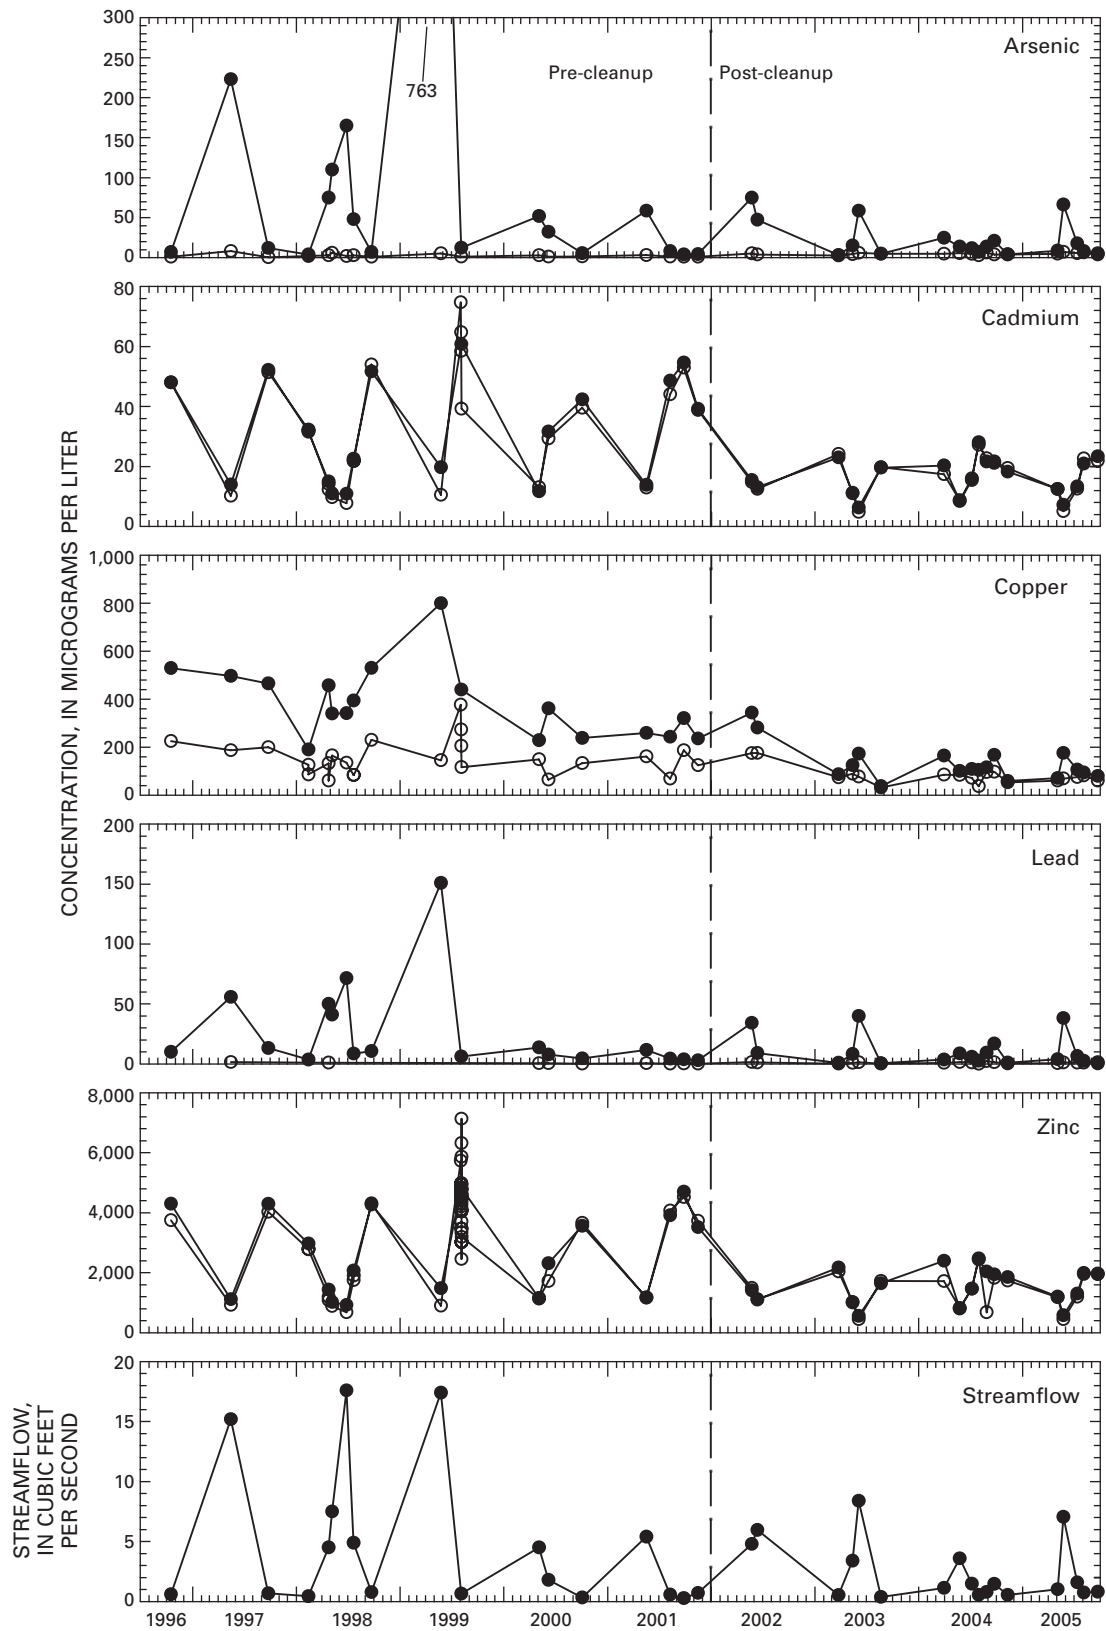 300
250
200
150
100
50
0
Arsenic
Pre-cleanup
Post-cleanup
763
80
60
40
20
0
Cadmium
1,000
800
600
400
200
0
Copper
CONCENTRATION, IN MICROGRAMS PER LITER
200
150
100
50
0
Lead
8,000
6,000
4,000
2,000
0
Zinc
20
15
10
5
0
Streamflow
STREAMFLOW,
IN CUBIC FEET
PER SECOND
1996 1997 1998 1999 2000 2001 2002 2003 2004 2005